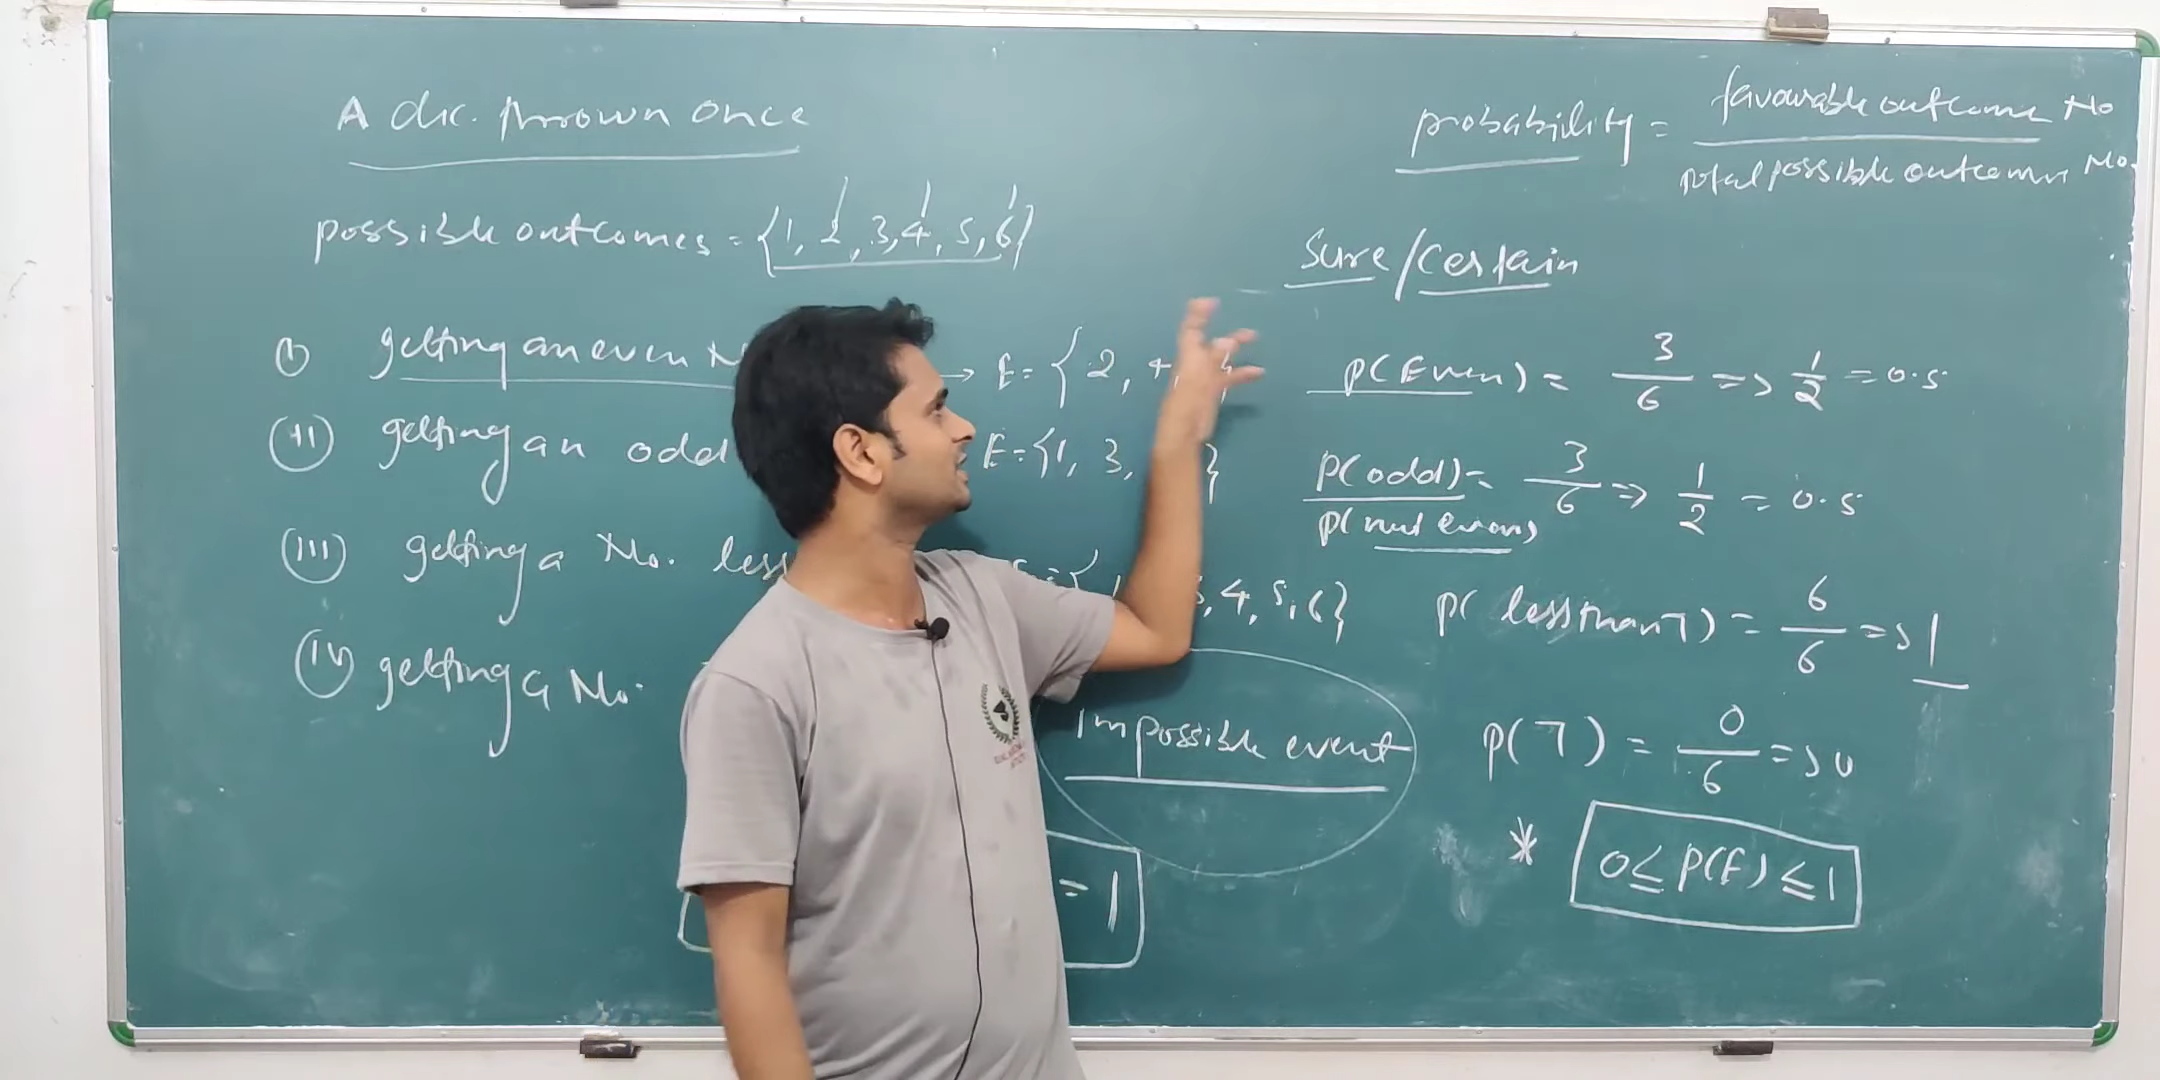 A die thrown once
possible outcomes = {1, 2, 3, 4, 5, 6}
(i) getting an even → E = { 2,
(ii) getting an odd E = {1, 3, }
(iii) getting a No. less , 4, 5, 6}
(iv) getting a No.
Impossible event
= 1
probability = favourable outcome No
total possible outcomes No.
Sure/Certain
P(Even) = 3/6 => 1/2 = 0.5
P(odd) = 3/6 => 1/2 = 0.5
P(not even)
P(less than 7) = 6/6 => 1
P(7) = 0/6 => 0
* 0 ≤ P(E) ≤ 1